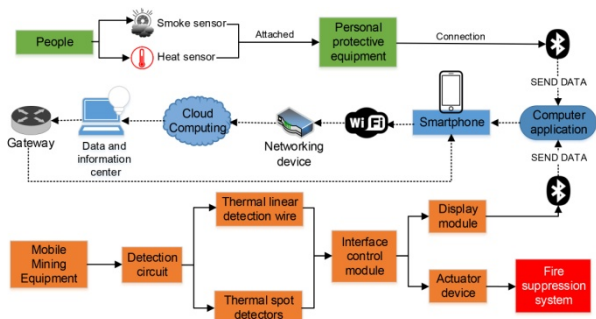 Smoke sensor
People
Attached
Heat sensor
Personal
protective
equipment
Connection
SEND DATA
Gateway
Data and
information
center
Cloud
Computing
Networking
device
Wi Fi
Smartphone
Computer
application
SEND DATA
Mobile
Mining
Equipment
Detection
circuit
Thermal linear
detection wire
Thermal spot
detectors
Interface
control
module
Display
module
Actuator
device
Fire
suppression
system